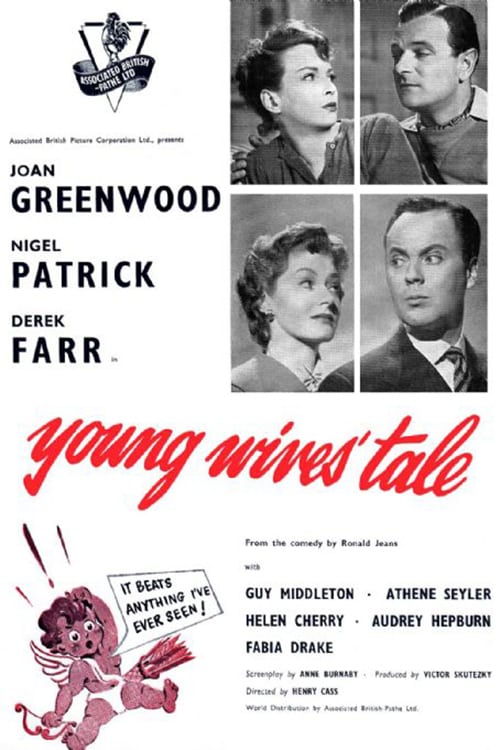 ASSOCIATED BRITISH
-PATHE LTD
Associated British Picture Corporation Ltd., presents
JOAN
GREENWOOD
NIGEL
PATRICK
DEREK
FARR in
young wives' tale
IT BEATS
ANYTHING I'VE
EVER SEEN!
From the comedy by Ronald Jeans
with
GUY MIDDLETON · ATHENE SEYLER
HELEN CHERRY · AUDREY HEPBURN
FABIA DRAKE
Screenplay by ANNE BURNABY · Produced by VICTOR SKUTEZKY
Directed by HENRY CASS
World Distribution by Associated British-Pathe Ltd.